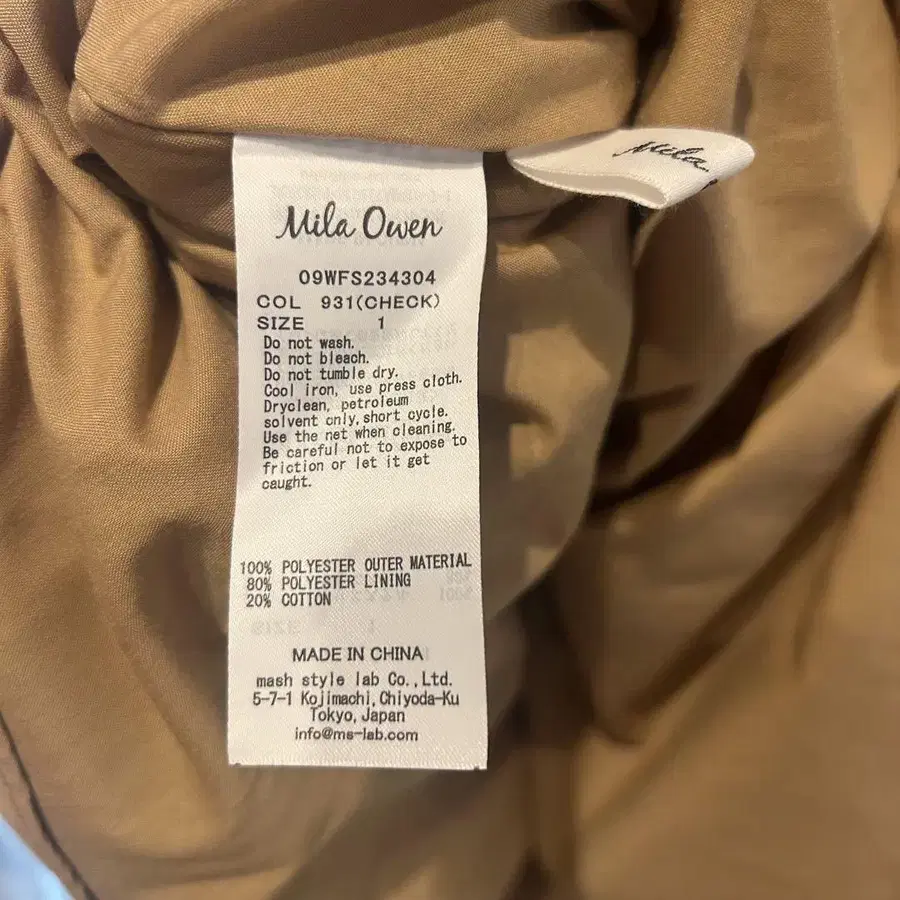 Mila Owen
09WFS234304
COL 931(CHECK)
SIZE 1
Do not wash.
Do not bleach.
Do not tumble dry.
Cool iron, use press cloth.
Dryclean, petroleum
solvent only, short cycle.
Use the net when cleaning.
Be careful not to expose to
friction or let it get
caught.
100% POLYESTER OUTER MATERIAL
80% POLYESTER LINING
20% COTTON
MADE IN CHINA
mash style lab Co.,Ltd.
5-7-1 Kojimachi, Chiyoda-Ku
Tokyo, Japan
info@ms-lab.com
Mila